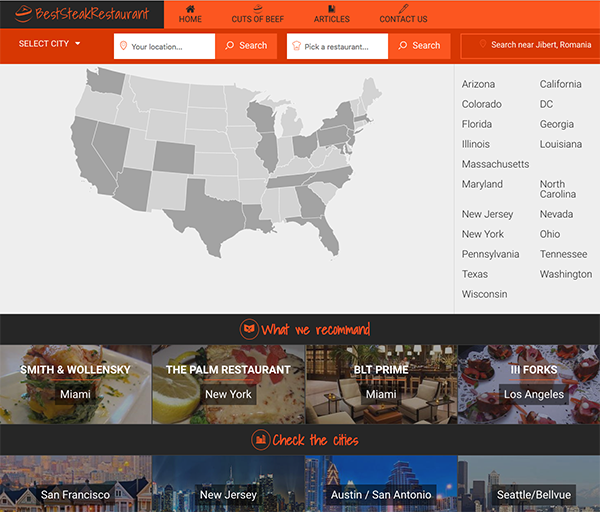 BestSteakRestaurant
HOME
CUTS OF BEEF
ARTICLES
CONTACT US
SELECT CITY
Your location...
Search
Pick a restaurant...
Search
Search near Jibert, Romania
Arizona
California
Colorado
DC
Florida
Georgia
Illinois
Louisiana
Massachusetts
Maryland
North
Carolina
New Jersey
Nevada
New York
Ohio
Pennsylvania
Tennessee
Texas
Washington
Wisconsin
What we recommand
SMITH & WOLLENSKY
Miami
THE PALM RESTAURANT
New York
BLT PRIME
Miami
III FORKS
Los Angeles
Check the cities
San Francisco
New Jersey
Austin / San Antonio
Seattle/Bellvue